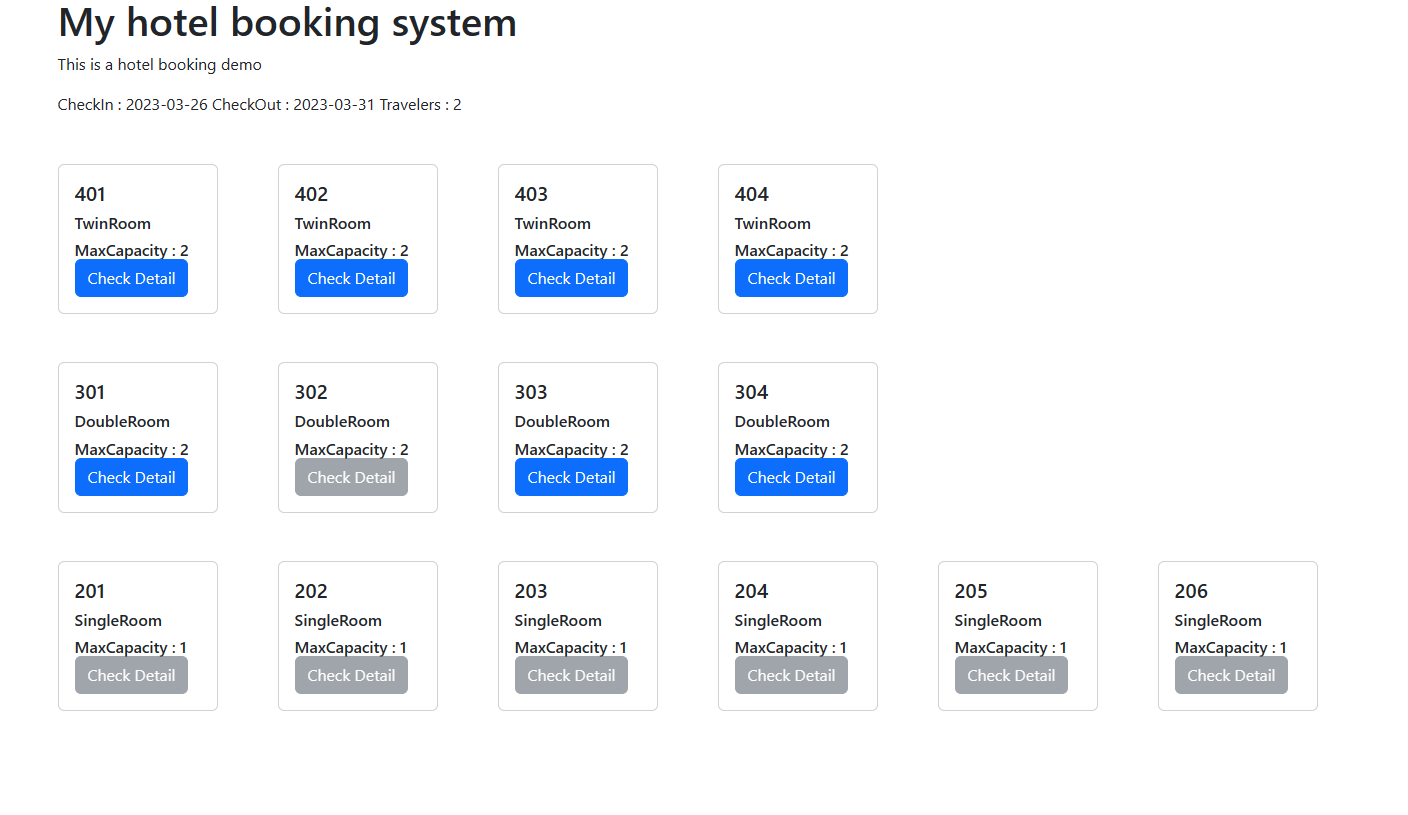 My hotel booking system
This is a hotel booking demo
CheckIn : 2023-03-26 CheckOut : 2023-03-31 Travelers : 2
401
TwinRoom
MaxCapacity : 2
Check Detail
402
TwinRoom
MaxCapacity : 2
Check Detail
403
TwinRoom
MaxCapacity : 2
Check Detail
404
TwinRoom
MaxCapacity : 2
Check Detail
301
DoubleRoom
MaxCapacity : 2
Check Detail
302
DoubleRoom
MaxCapacity : 2
Check Detail
303
DoubleRoom
MaxCapacity : 2
Check Detail
304
DoubleRoom
MaxCapacity : 2
Check Detail
201
SingleRoom
MaxCapacity : 1
Check Detail
202
SingleRoom
MaxCapacity : 1
Check Detail
203
SingleRoom
MaxCapacity : 1
Check Detail
204
SingleRoom
MaxCapacity : 1
Check Detail
205
SingleRoom
MaxCapacity : 1
Check Detail
206
SingleRoom
MaxCapacity : 1
Check Detail